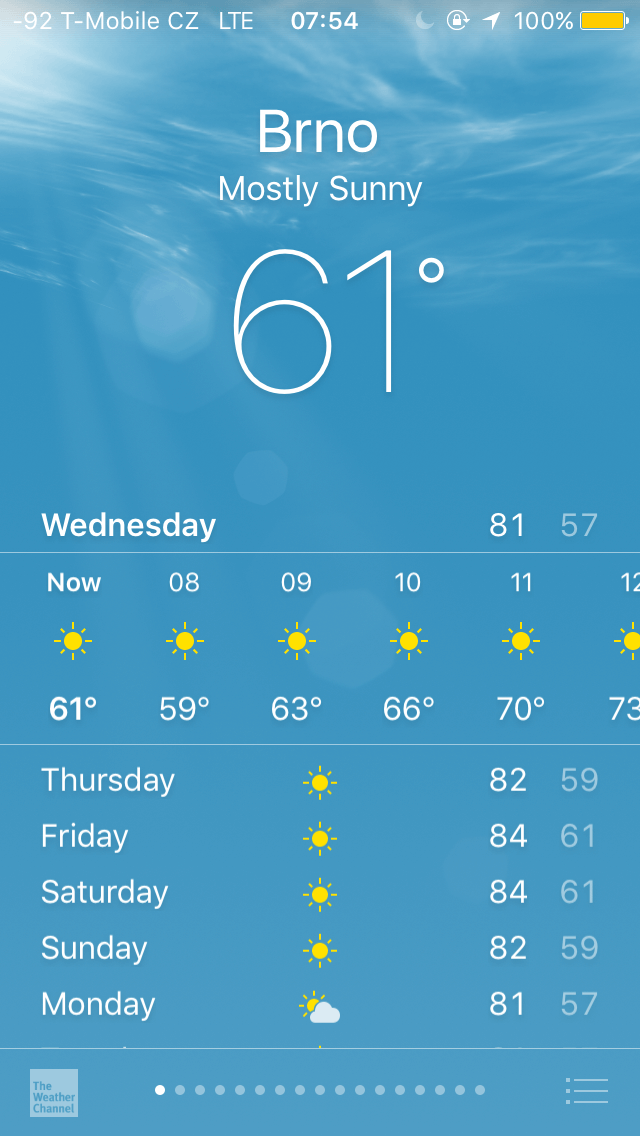 -92 T-Mobile CZ LTE 07:54 100%
Brno
Mostly Sunny
61°
Wednesday 81 57
Now 08 09 10 11 12
61° 59° 63° 66° 70° 73
Thursday 82 59
Friday 84 61
Saturday 84 61
Sunday 82 59
Monday 81 57
The
Weather
Channel